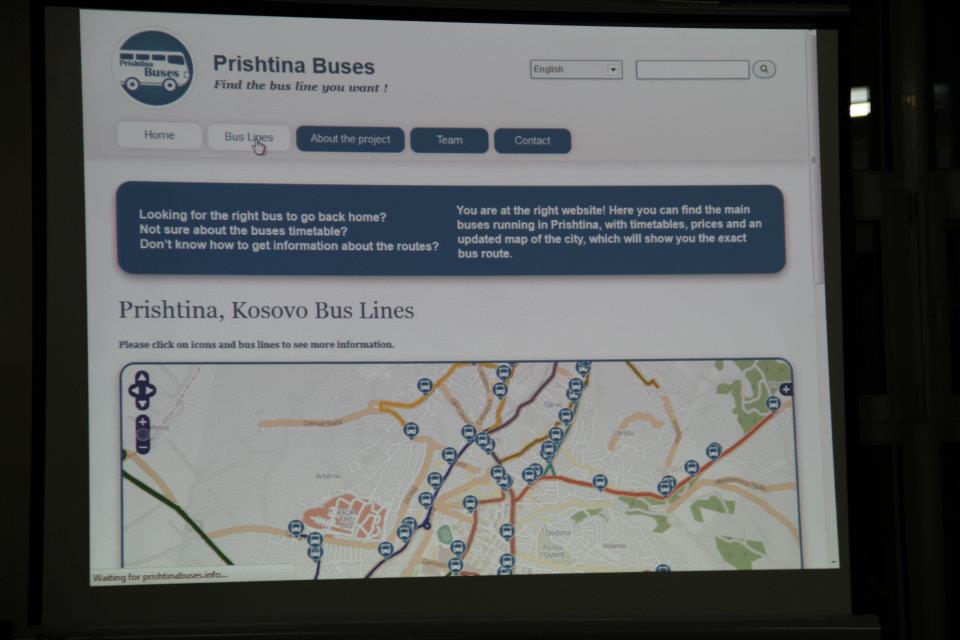 Prishtina
Buses
Prishtina Buses
Find the bus line you want !
English
Home
Bus Lines
About the project
Team
Contact
Looking for the right bus to go back home?
Not sure about the buses timetable?
Don't know how to get information about the routes?
You are at the right website! Here you can find the main
buses running in Prishtina, with timetables, prices and an
updated map of the city, which will show you the exact
bus route.
Prishtina, Kosovo Bus Lines
Please click on icons and bus lines to see more information.
Arbëria
Dodona
Velania
Waiting for prishtinabuses.info...